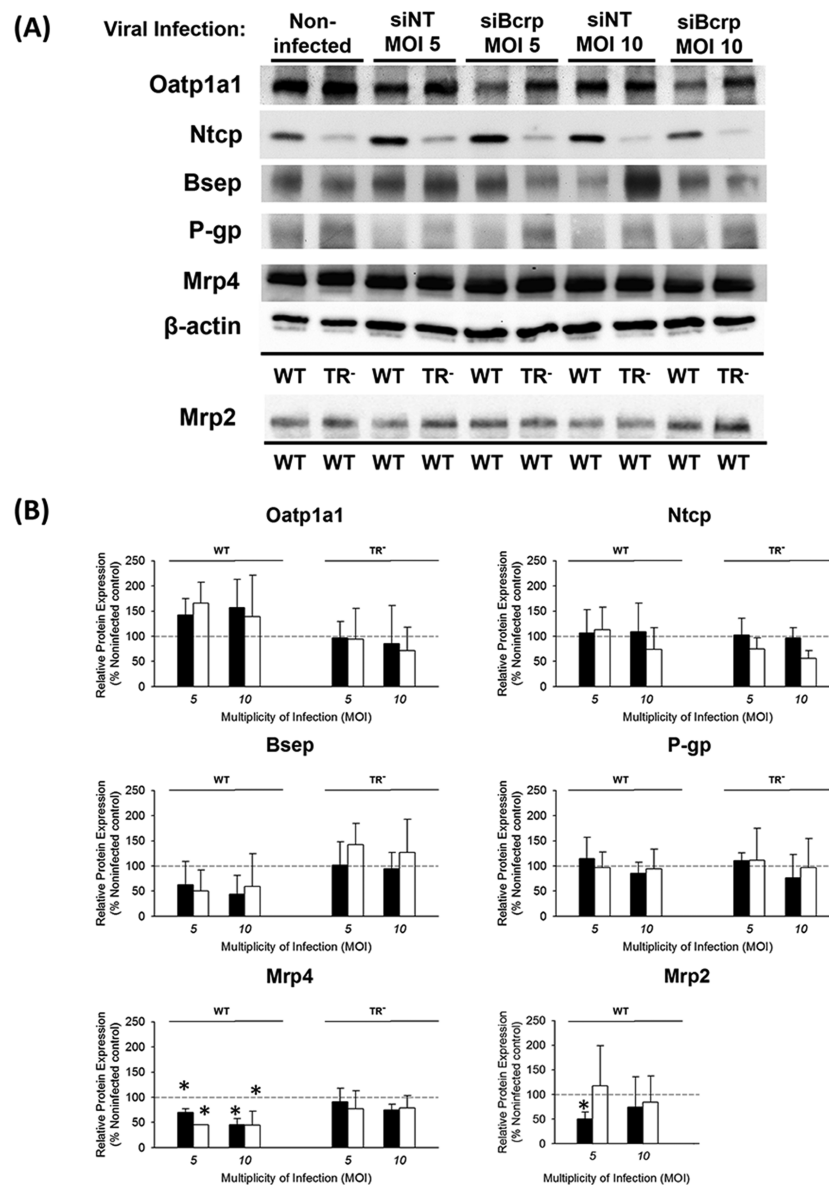 (A)
Viral Infection:
Non-infected
siNT MOI 5
siBcrp MOI 5
siNT MOI 10
siBcrp MOI 10
Oatp1a1
Ntcp
Bsep
P-gp
Mrp4
β-actin
WT TR- WT TR- WT TR- WT TR- WT TR-
Mrp2
WT WT WT WT WT WT WT WT WT WT
(B)
Oatp1a1
WT TR-
Relative Protein Expression
(% Noninfected control)
250
200
150
100
50
0
5 10 5 10
Multiplicity of Infection (MOI)
Ntcp
WT TR-
Relative Protein Expression
(% Noninfected control)
250
200
150
100
50
0
5 10 5 10
Multiplicity of Infection (MOI)
Bsep
WT TR-
Relative Protein Expression
(% Noninfected control)
250
200
150
100
50
0
5 10 5 10
Multiplicity of Infection (MOI)
P-gp
WT TR-
Relative Protein Expression
(% Noninfected control)
250
200
150
100
50
0
5 10 5 10
Multiplicity of Infection (MOI)
Mrp4
WT TR-
Relative Protein Expression
(% Noninfected control)
250
200
150
100
50
0
* * * *
5 10 5 10
Multiplicity of Infection (MOI)
Mrp2
WT
Relative Protein Expression
(% Noninfected control)
250
200
150
100
50
0
*
5 10
Multiplicity of Infection (MOI)